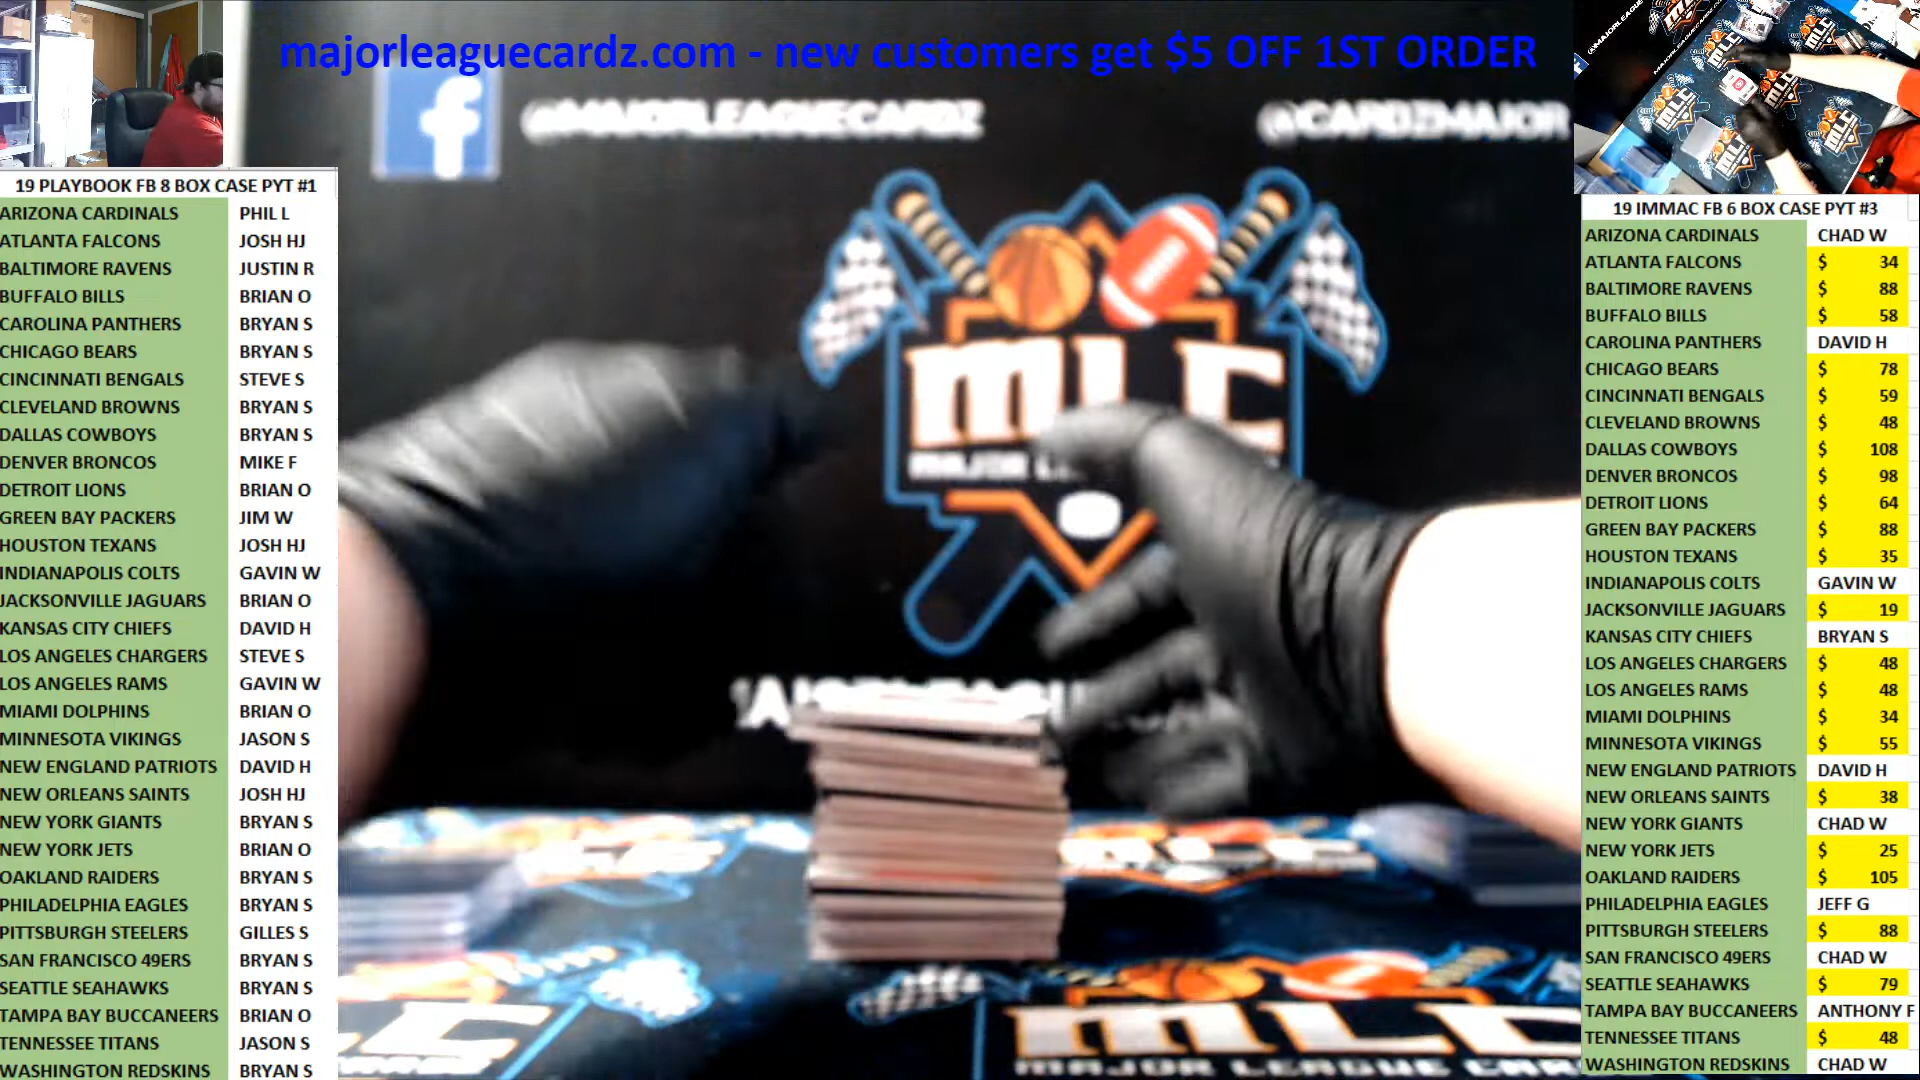 majorleaguecardz.com - new customers get $5 OFF 1ST ORDER
f
@MAJORLEAGUECARDZ
@CARDZMAJOR
19 PLAYBOOK FB 8 BOX CASE PYT #1
ARIZONA CARDINALS PHIL L
ATLANTA FALCONS JOSH HJ
BALTIMORE RAVENS JUSTIN R
BUFFALO BILLS BRIAN O
CAROLINA PANTHERS BRYAN S
CHICAGO BEARS BRYAN S
CINCINNATI BENGALS STEVE S
CLEVELAND BROWNS BRYAN S
DALLAS COWBOYS BRYAN S
DENVER BRONCOS MIKE F
DETROIT LIONS BRIAN O
GREEN BAY PACKERS JIM W
HOUSTON TEXANS JOSH HJ
INDIANAPOLIS COLTS GAVIN W
JACKSONVILLE JAGUARS BRIAN O
KANSAS CITY CHIEFS DAVID H
LOS ANGELES CHARGERS STEVE S
LOS ANGELES RAMS GAVIN W
MIAMI DOLPHINS BRIAN O
MINNESOTA VIKINGS JASON S
NEW ENGLAND PATRIOTS DAVID H
NEW ORLEANS SAINTS JOSH HJ
NEW YORK GIANTS BRYAN S
NEW YORK JETS BRIAN O
OAKLAND RAIDERS BRYAN S
PHILADELPHIA EAGLES BRYAN S
PITTSBURGH STEELERS GILLES S
SAN FRANCISCO 49ERS BRYAN S
SEATTLE SEAHAWKS BRYAN S
TAMPA BAY BUCCANEERS BRIAN O
TENNESSEE TITANS JASON S
WASHINGTON REDSKINS BRYAN S
MLC
MAJOR L
MLC
MAJOR LEAGUE CAR
19 IMMAC FB 6 BOX CASE PYT #3
ARIZONA CARDINALS CHAD W
ATLANTA FALCONS $ 34
BALTIMORE RAVENS $ 88
BUFFALO BILLS $ 58
CAROLINA PANTHERS DAVID H
CHICAGO BEARS $ 78
CINCINNATI BENGALS $ 59
CLEVELAND BROWNS $ 48
DALLAS COWBOYS $ 108
DENVER BRONCOS $ 98
DETROIT LIONS $ 64
GREEN BAY PACKERS $ 88
HOUSTON TEXANS $ 35
INDIANAPOLIS COLTS GAVIN W
JACKSONVILLE JAGUARS $ 19
KANSAS CITY CHIEFS BRYAN S
LOS ANGELES CHARGERS $ 48
LOS ANGELES RAMS $ 48
MIAMI DOLPHINS $ 34
MINNESOTA VIKINGS $ 55
NEW ENGLAND PATRIOTS DAVID H
NEW ORLEANS SAINTS $ 38
NEW YORK GIANTS CHAD W
NEW YORK JETS $ 25
OAKLAND RAIDERS $ 105
PHILADELPHIA EAGLES JEFF G
PITTSBURGH STEELERS $ 88
SAN FRANCISCO 49ERS CHAD W
SEATTLE SEAHAWKS $ 79
TAMPA BAY BUCCANEERS ANTHONY F
TENNESSEE TITANS $ 48
WASHINGTON REDSKINS CHAD W